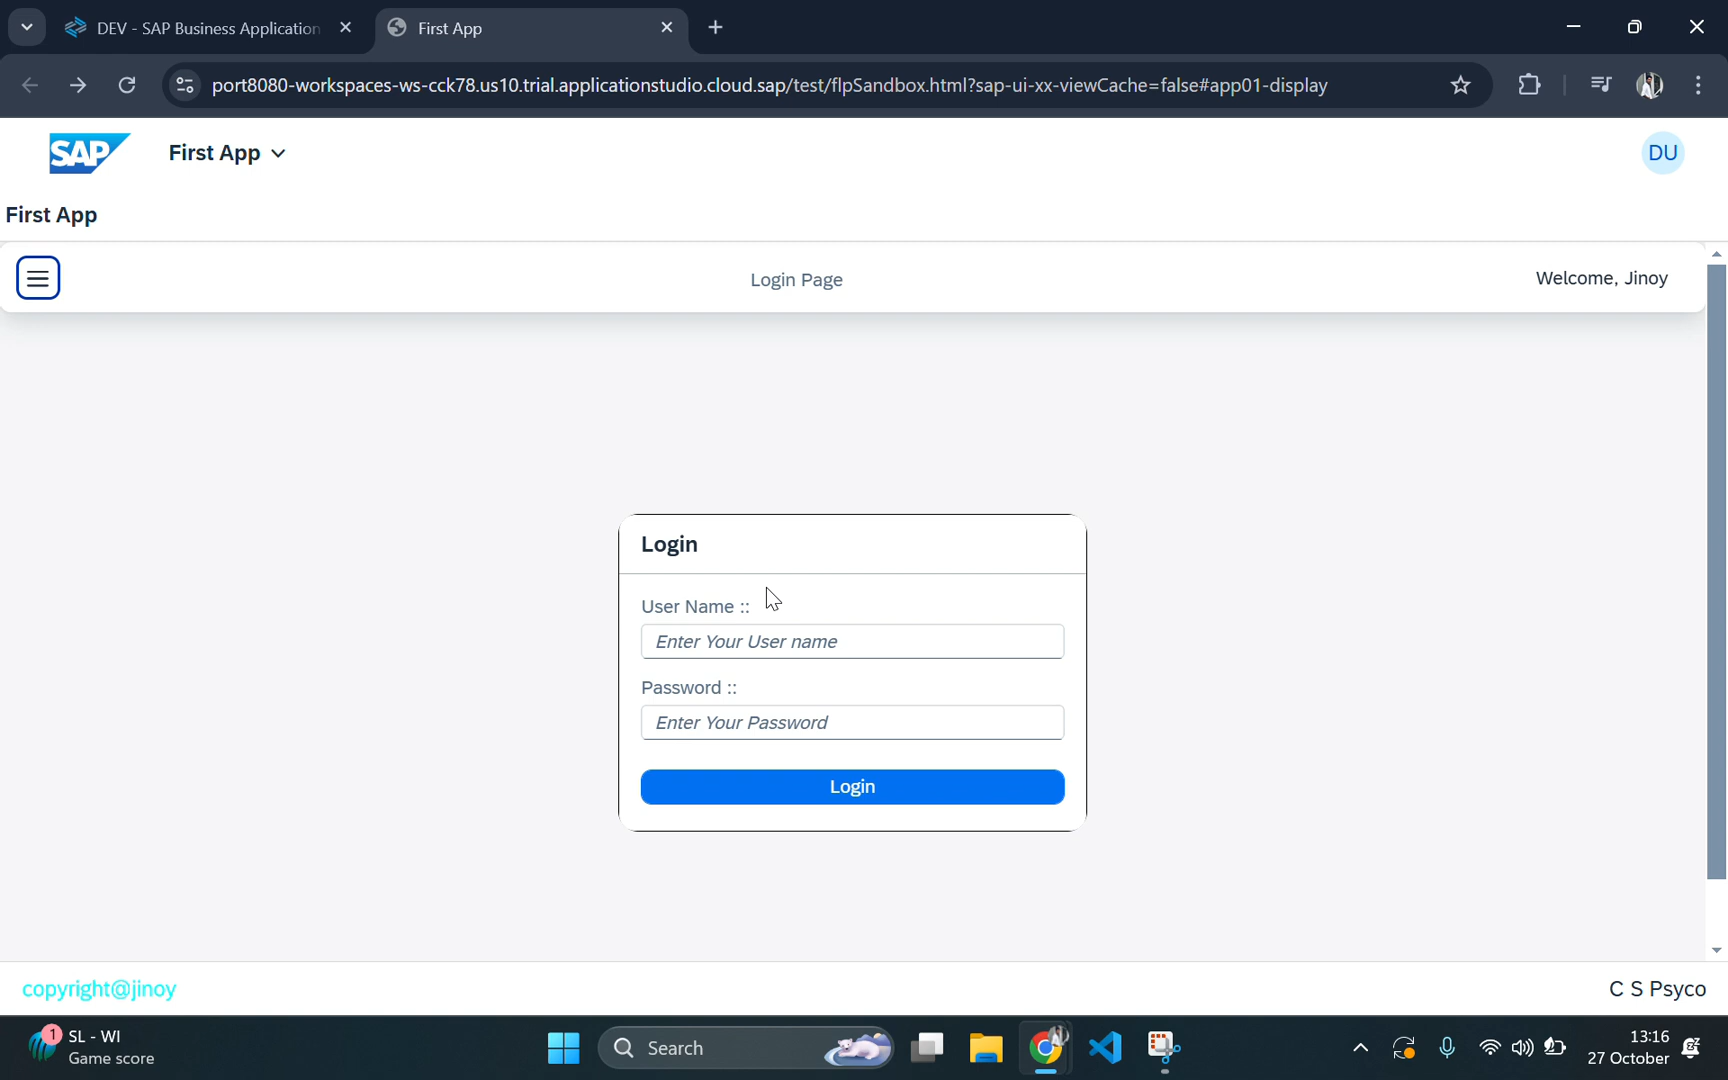 DEV - SAP Business Application
First App
port8080-workspaces-ws-cck78.us10.trial.applicationstudio.cloud.sap/test/flpSandbox.html?sap-ui-xx-viewCache=false#app01-display
SAP First App DU
First App
Login Page Welcome, Jinoy
Login
User Name ::
Enter Your User name
Password ::
Enter Your Password
Login
copyright@jinoy C S Psyco
1 SL - WI
Game score
Search
13:16
27 October